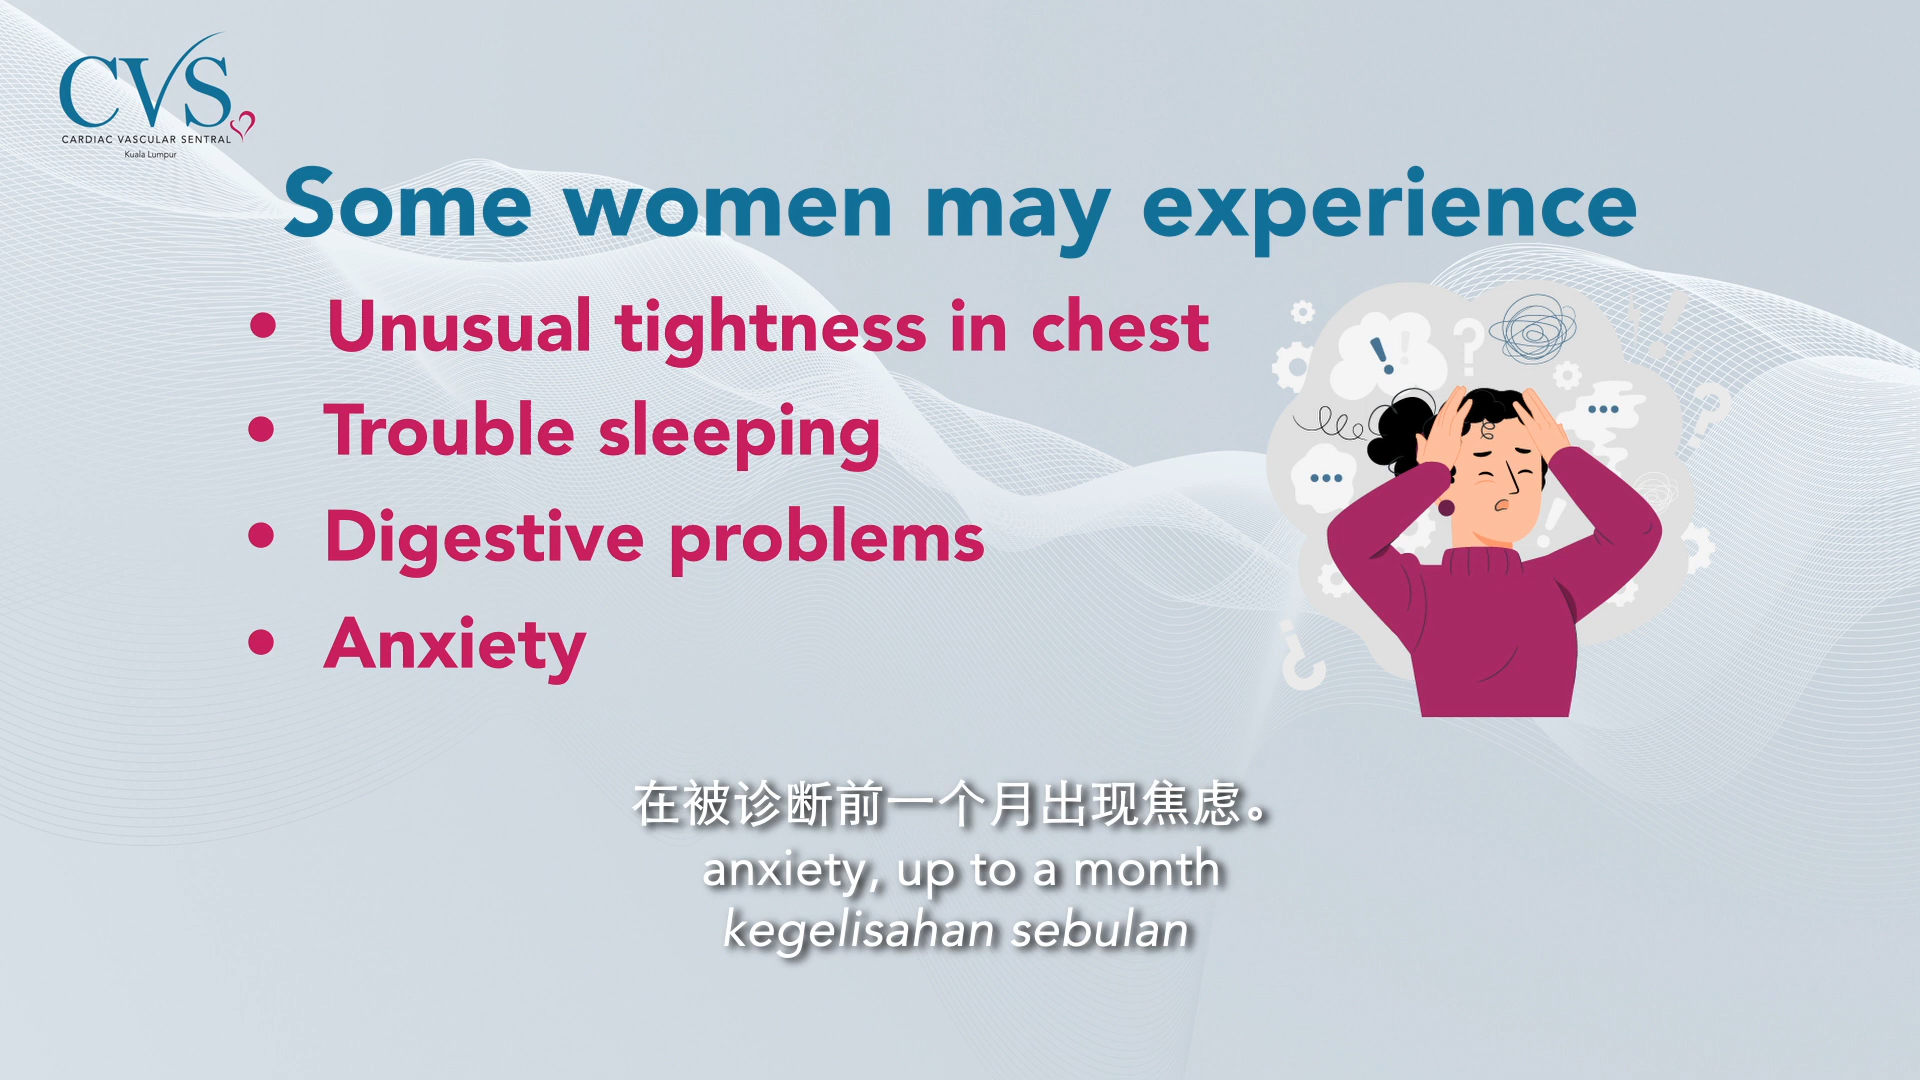 CVS
CARDIAC VASCULAR SENTRAL
Kuala Lumpur
Some women may experience
• Unusual tightness in chest
• Trouble sleeping
• Digestive problems
• Anxiety
在被诊断前一个月出现焦虑。
anxiety, up to a month
kegelisahan sebulan